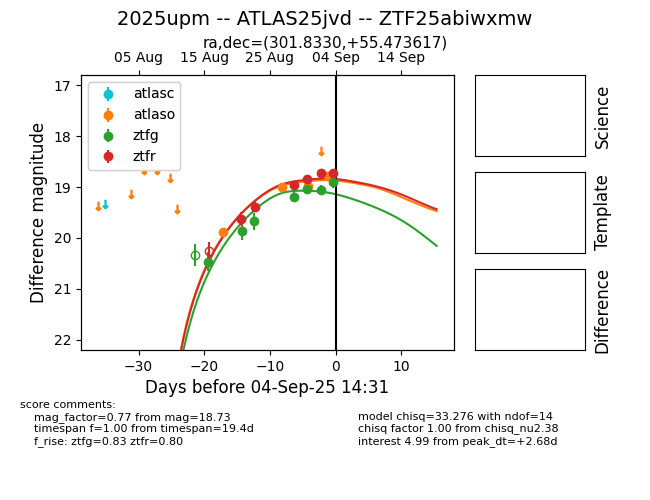 2025upm -- ATLAS25jvd -- ZTF25abiwxmw
ra,dec=(301.8330,+55.473617)
05 Aug 15 Aug 25 Aug 04 Sep 14 Sep
atlasc
atlaso
ztfg
ztfr
17
18
19
20
21
22
Difference magnitude
−30 −20 −10 0 10
Days before 04-Sep-25 14:31
Science
Template
Difference
score comments:
mag_factor=0.77 from mag=18.73
timespan f=1.00 from timespan=19.4d
f_rise: ztfg=0.83 ztfr=0.80
model chisq=33.276 with ndof=14
chisq factor 1.00 from chisq_nu2.38
interest 4.99 from peak_dt=+2.68d